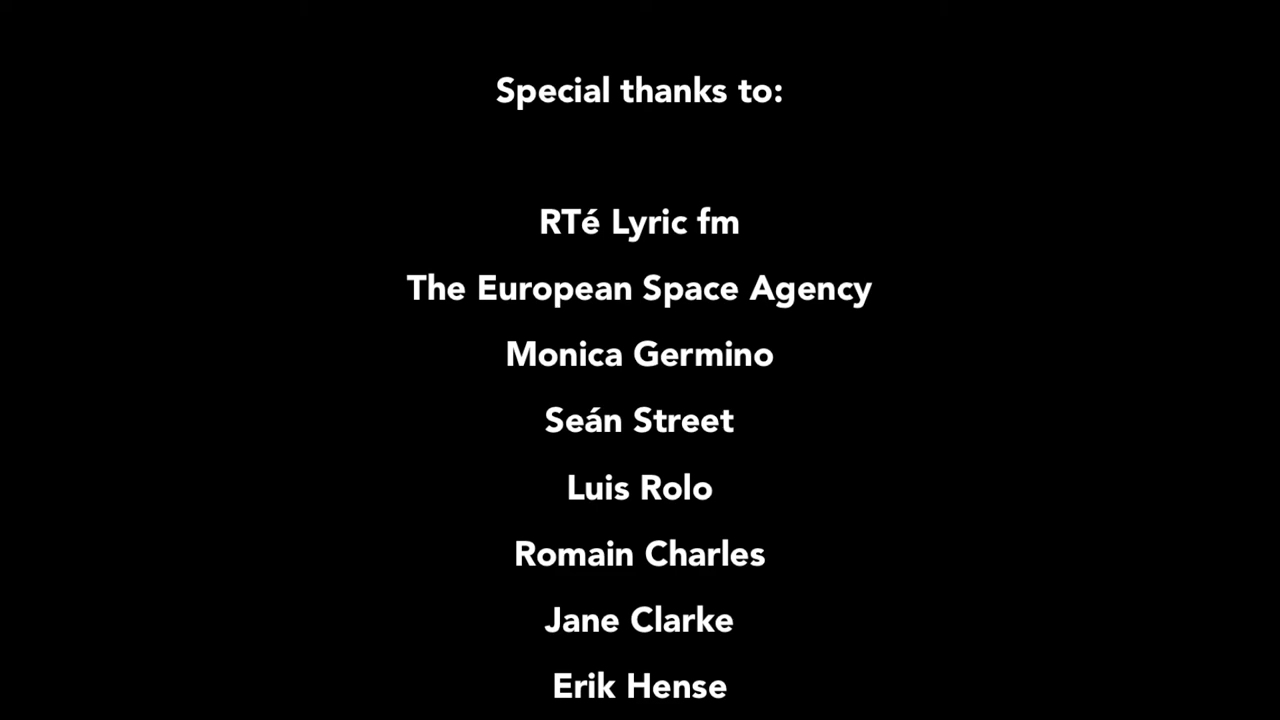 Special thanks to:
RTé Lyric fm
The European Space Agency
Monica Germino
Seán Street
Luis Rolo
Romain Charles
Jane Clarke
Erik Hense